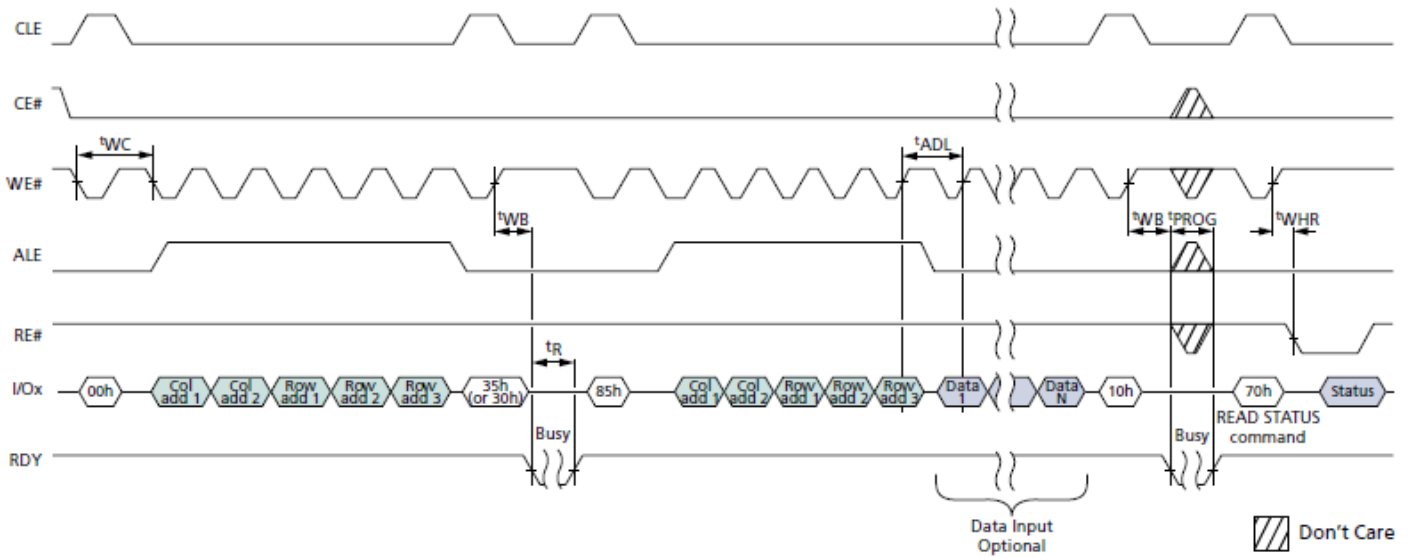 CLE
CE#
tWC
tADL
WE#
tWB
tWB
tPROG
tWHR
ALE
RE#
tR
I/Ox
00h
Col
add 1
Col
add 2
Row
add 1
Row
add 2
Row
add 3
35h
(or 30h)
85h
Col
add 1
Col
add 2
Row
add 1
Row
add 2
Row
add 3
Data
1
Data
N
10h
70h
Status
READ STATUS
command
RDY
Busy
Busy
Data Input
Optional
Don't Care